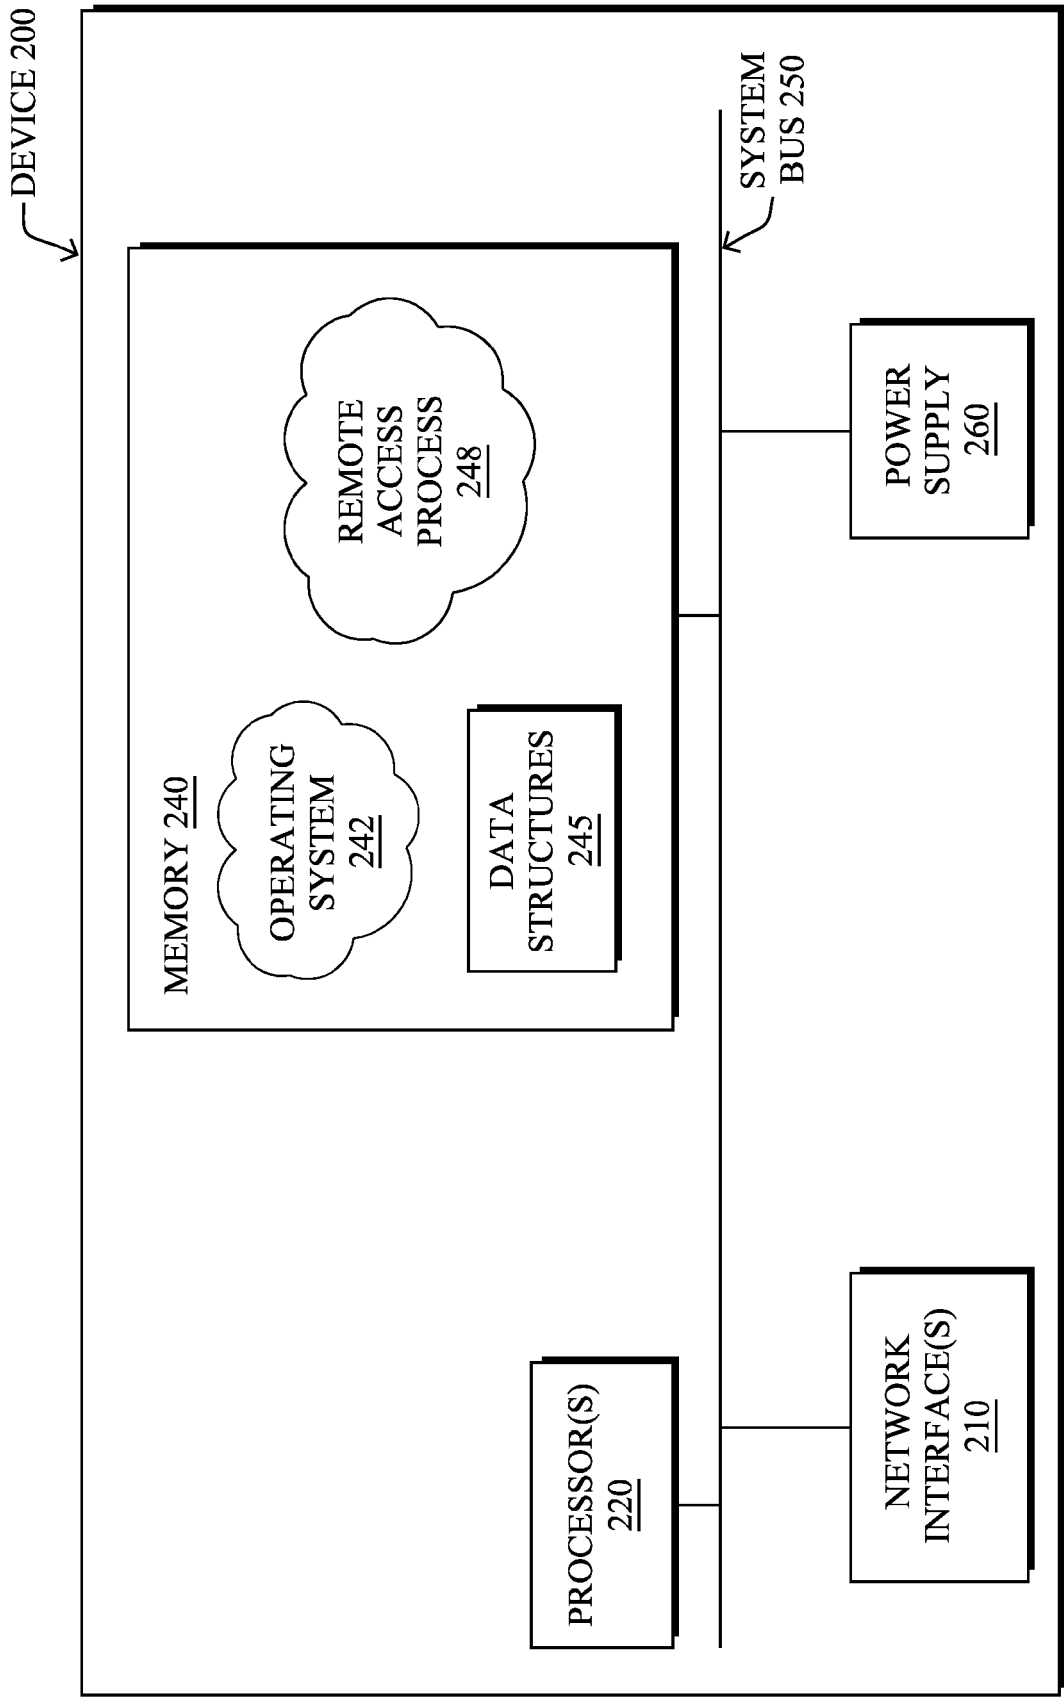 DEVICE 200
MEMORY 240
OPERATING
SYSTEM
242
DATA
STRUCTURES
245
REMOTE
ACCESS
PROCESS
248
PROCESSOR(S)
220
SYSTEM
BUS 250
NETWORK
INTERFACE(S)
210
POWER
SUPPLY
260